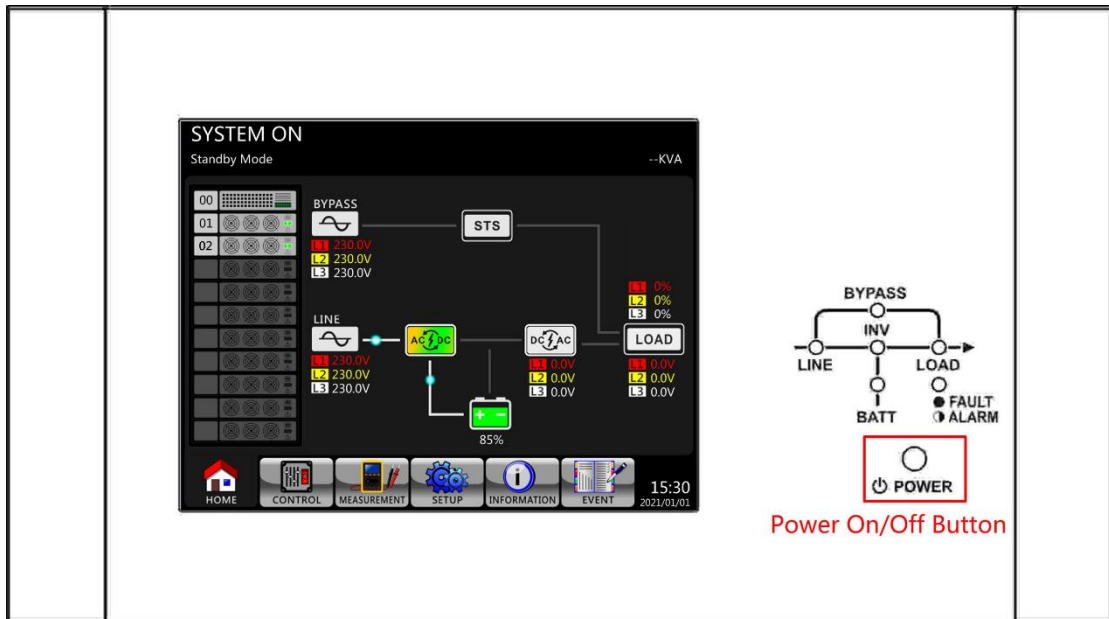 SYSTEM ON
Standby Mode
--KVA
00
01
02
BYPASS
STS
L1 230.0V
L2 230.0V
L3 230.0V
L1 0%
L2 0%
L3 0%
LINE
AC DC
DC AC
LOAD
L1 230.0V
L2 230.0V
L3 230.0V
L1 0.0V
L2 0.0V
L3 0.0V
L1 0.0V
L2 0.0V
L3 0.0V
+ -
85%
HOME
CONTROL
MEASUREMENT
SETUP
i
INFORMATION
EVENT
15:30
2021/01/01
BYPASS
INV
LINE
LOAD
BATT
FAULT
ALARM
POWER
Power On/Off Button